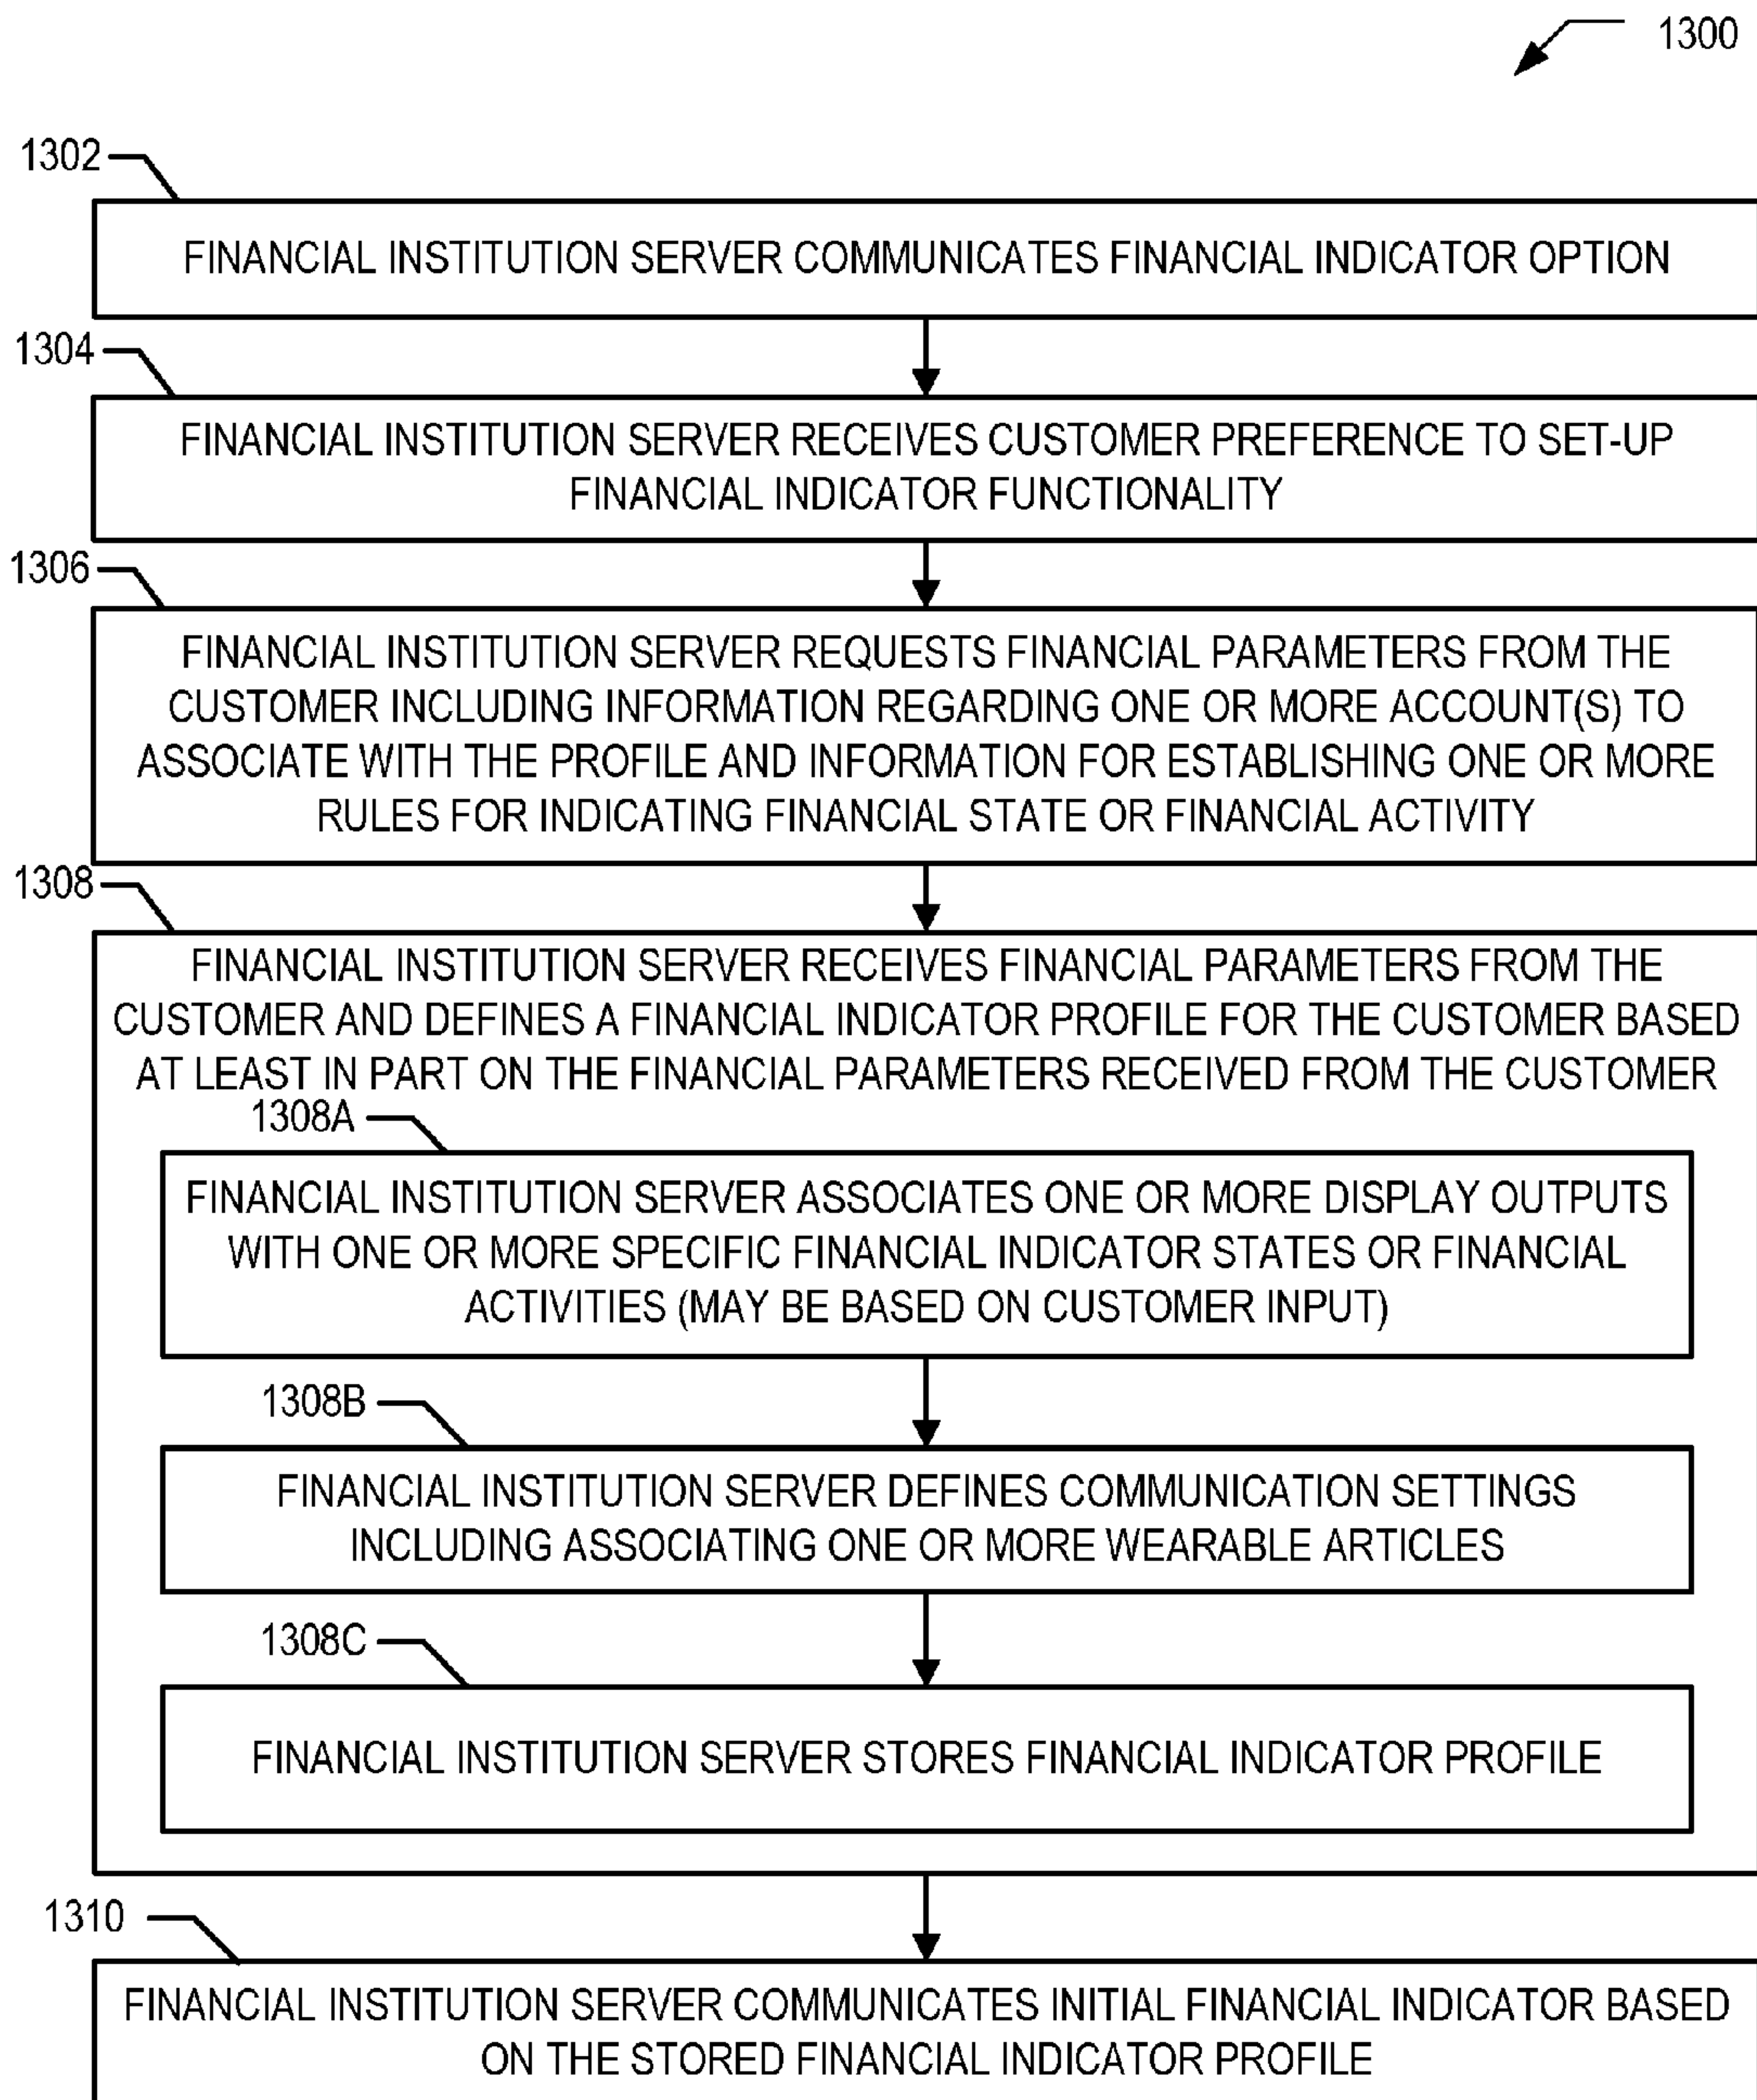 1300
1302
FINANCIAL INSTITUTION SERVER COMMUNICATES FINANCIAL INDICATOR OPTION
1304
FINANCIAL INSTITUTION SERVER RECEIVES CUSTOMER PREFERENCE TO SET-UP
FINANCIAL INDICATOR FUNCTIONALITY
1306
FINANCIAL INSTITUTION SERVER REQUESTS FINANCIAL PARAMETERS FROM THE
CUSTOMER INCLUDING INFORMATION REGARDING ONE OR MORE ACCOUNT(S) TO
ASSOCIATE WITH THE PROFILE AND INFORMATION FOR ESTABLISHING ONE OR MORE
RULES FOR INDICATING FINANCIAL STATE OR FINANCIAL ACTIVITY
1308
FINANCIAL INSTITUTION SERVER RECEIVES FINANCIAL PARAMETERS FROM THE
CUSTOMER AND DEFINES A FINANCIAL INDICATOR PROFILE FOR THE CUSTOMER BASED
AT LEAST IN PART ON THE FINANCIAL PARAMETERS RECEIVED FROM THE CUSTOMER
1308A
FINANCIAL INSTITUTION SERVER ASSOCIATES ONE OR MORE DISPLAY OUTPUTS
WITH ONE OR MORE SPECIFIC FINANCIAL INDICATOR STATES OR FINANCIAL
ACTIVITIES (MAY BE BASED ON CUSTOMER INPUT)
1308B
FINANCIAL INSTITUTION SERVER DEFINES COMMUNICATION SETTINGS
INCLUDING ASSOCIATING ONE OR MORE WEARABLE ARTICLES
1308C
FINANCIAL INSTITUTION SERVER STORES FINANCIAL INDICATOR PROFILE
1310
FINANCIAL INSTITUTION SERVER COMMUNICATES INITIAL FINANCIAL INDICATOR BASED
ON THE STORED FINANCIAL INDICATOR PROFILE